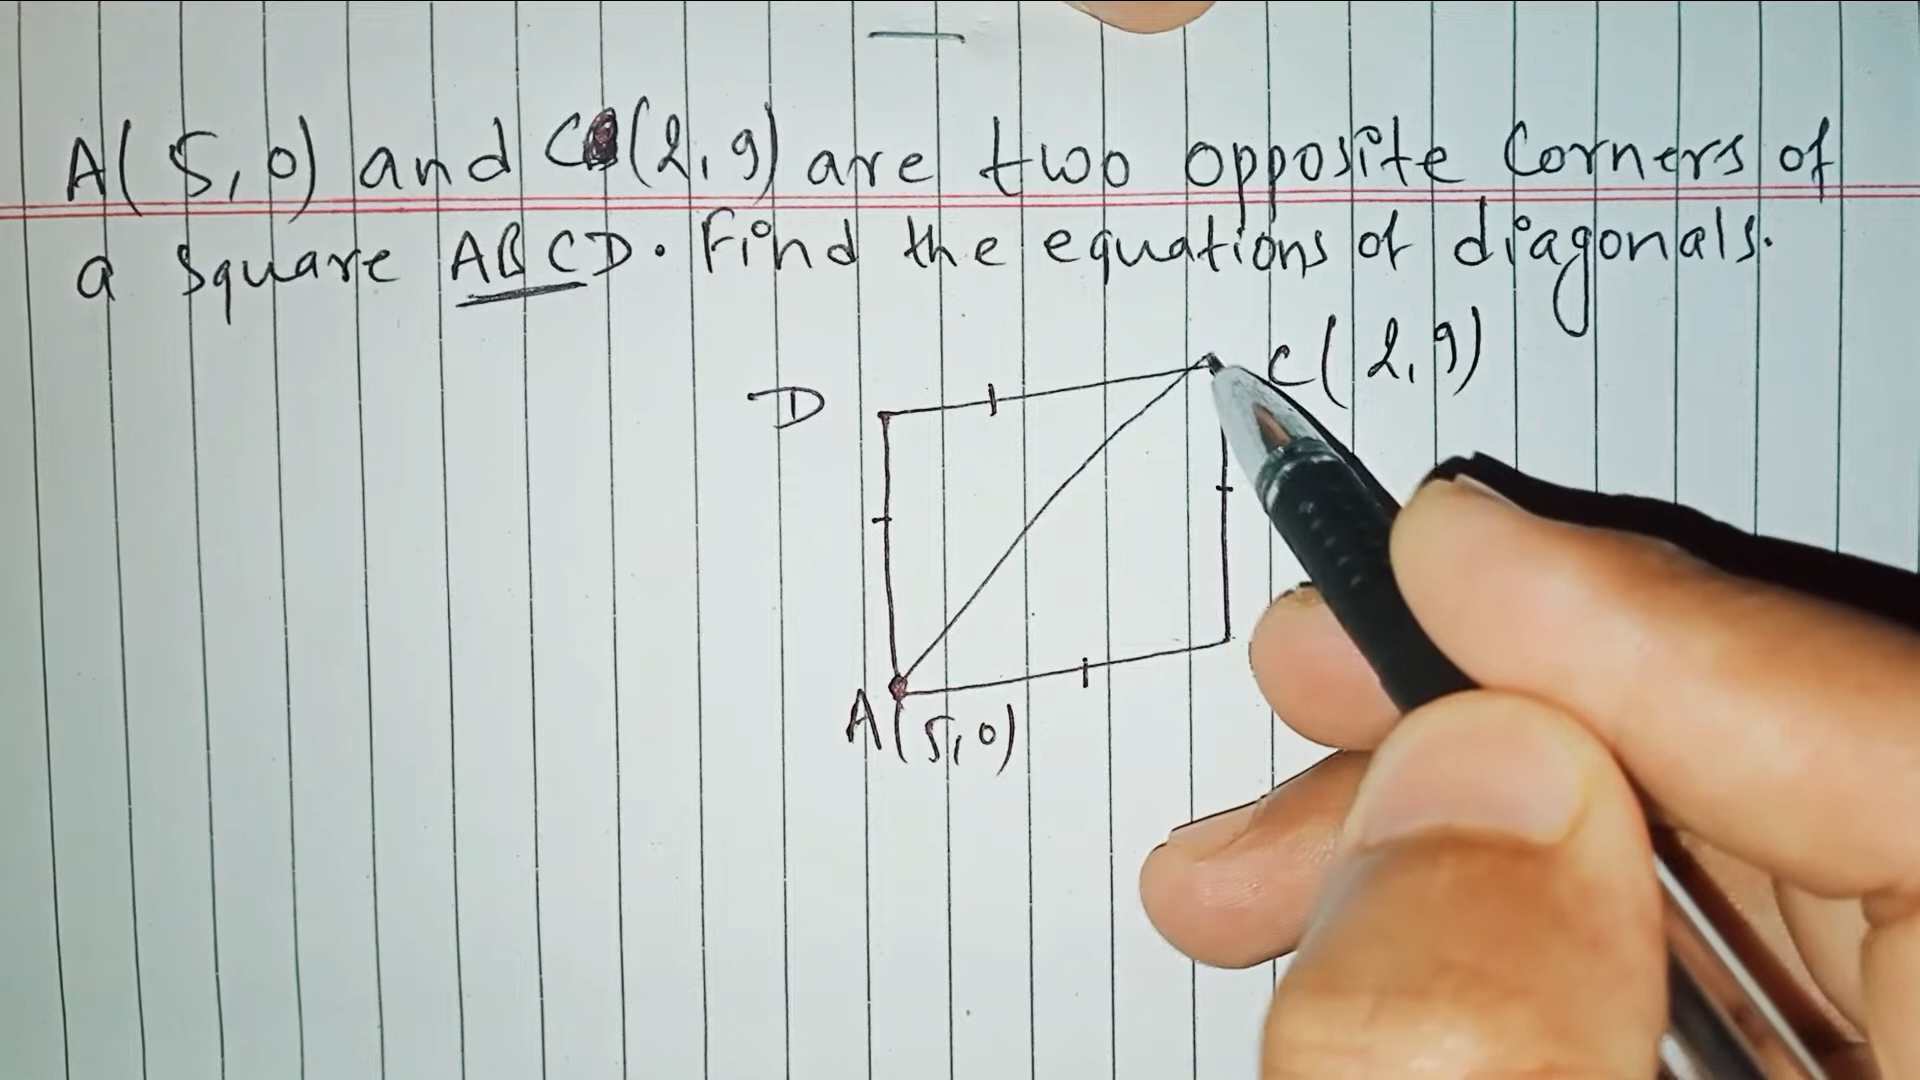 A(5,0) and C(2,9) are two opposite Corners of
a square ABCD. Find the equations of diagonals.
C(2,9)
D
A(5,0)